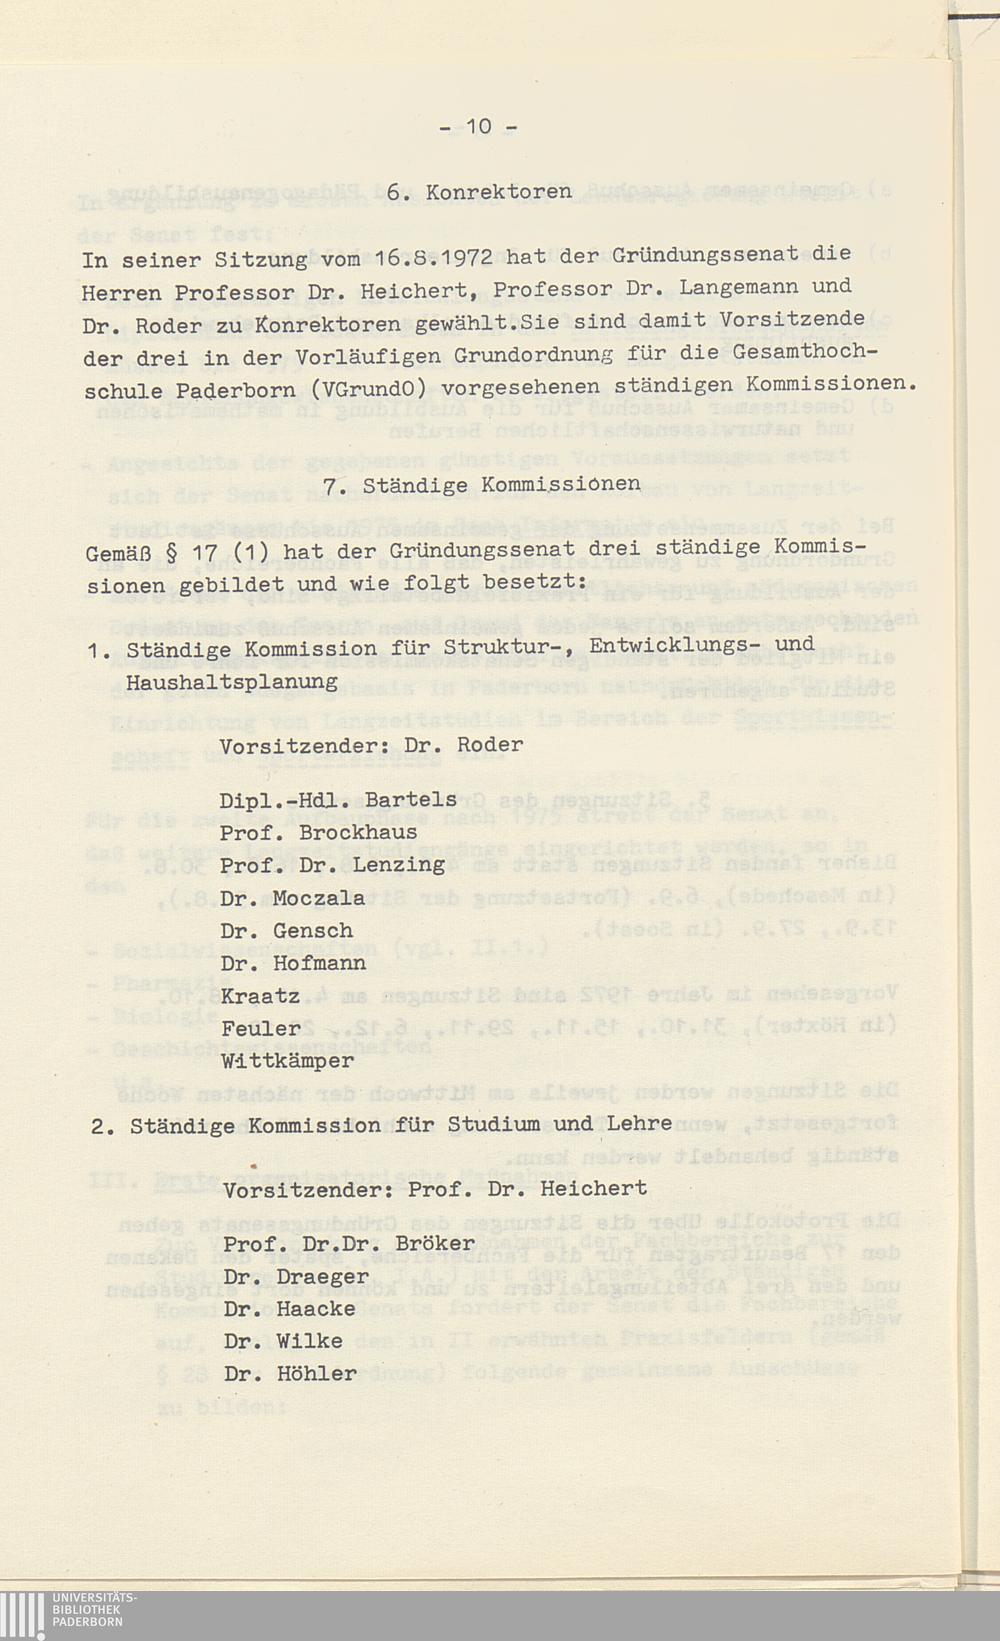 - 10 -
6. Konrektoren
In seiner Sitzung vom 16.8.1972 hat der Gründungssenat die
Herren Professor Dr. Heichert, Professor Dr. Langemann und
Dr. Roder zu Konrektoren gewählt.Sie sind damit Vorsitzende
der drei in der Vorläufigen Grundordnung für die Gesamthoch-
schule Paderborn (VGrundO) vorgesehenen ständigen Kommissionen.
7. Ständige Kommissionen
Gemäß § 17 (1) hat der Gründungssenat drei ständige Kommis-
sionen gebildet und wie folgt besetzt:
1. Ständige Kommission für Struktur-, Entwicklungs- und
Haushaltsplanung
Vorsitzender: Dr. Roder
Dipl.-Hdl. Bartels
Prof. Brockhaus
Prof. Dr. Lenzing
Dr. Moczala
Dr. Gensch
Dr. Hofmann
Kraatz
Feuler
Wittkämper
2. Ständige Kommission für Studium und Lehre
Vorsitzender: Prof. Dr. Heichert
Prof. Dr.Dr. Bröker
Dr. Draeger
Dr. Haacke
Dr. Wilke
Dr. Höhler
UNIVERSITÄTS-
BIBLIOTHEK
PADERBORN